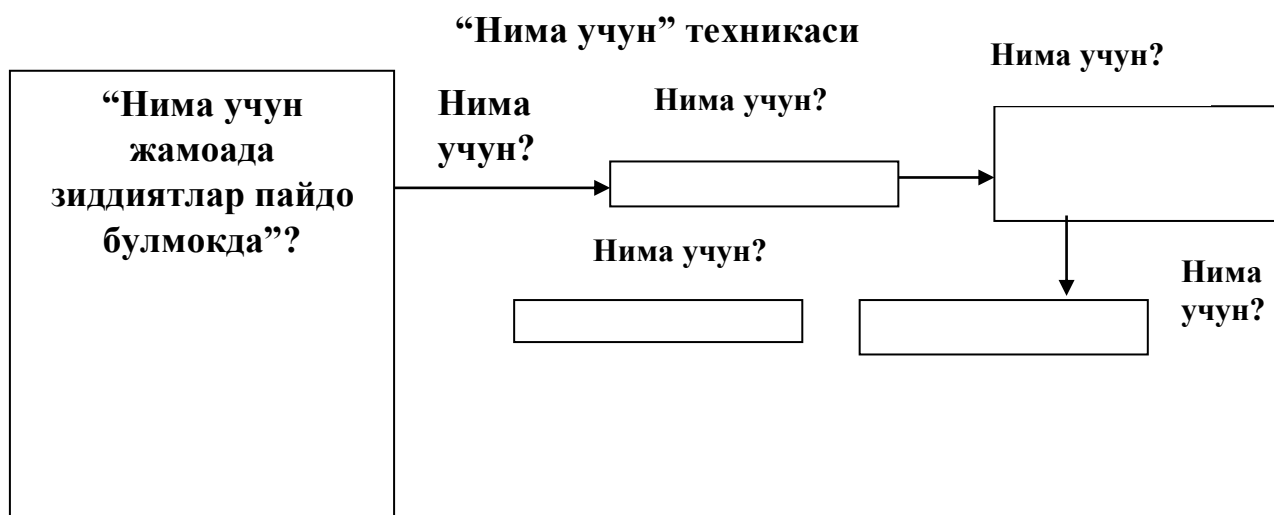 “Нима учун” техникаси
“Нима учун
жамоада
зиддиятлар пайдо
булмокда”?
Нима
учун?
Нима учун?
Нима учун?
Нима учун?
Нима
учун?